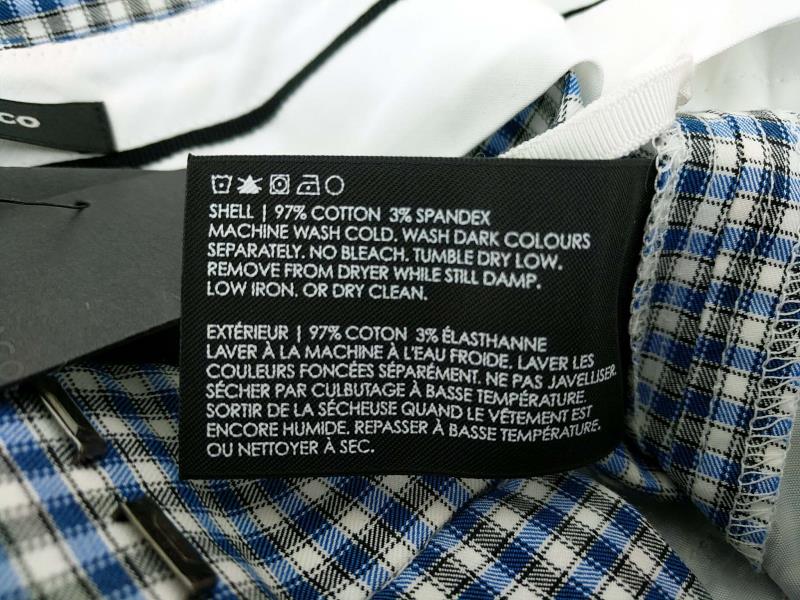 CO
SHELL | 97% COTTON 3% SPANDEX
MACHINE WASH COLD. WASH DARK COLOURS
SEPARATELY. NO BLEACH. TUMBLE DRY LOW.
REMOVE FROM DRYER WHILE STILL DAMP.
LOW IRON. OR DRY CLEAN.
EXTÉRIEUR | 97% COTON 3% ÉLASTHANNE
LAVER À LA MACHINE À L'EAU FROIDE. LAVER LES
COULEURS FONCÉES SÉPARÉMENT. NE PAS JAVELLISER.
SÉCHER PAR CULBUTAGE À BASSE TEMPÉRATURE.
SORTIR DE LA SÉCHEUSE QUAND LE VÊTEMENT EST
ENCORE HUMIDE. REPASSER À BASSE TEMPÉRATURE.
OU NETTOYER À SEC.